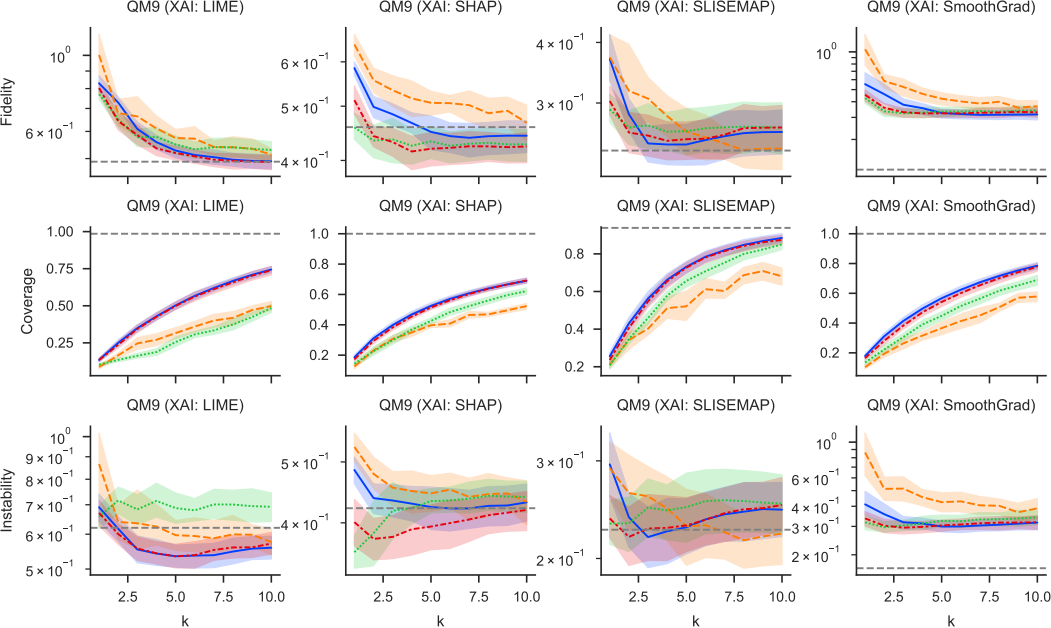 QM9 (XAI: LIME)
QM9 (XAI: SHAP)
QM9 (XAI: SLISEMAP)
QM9 (XAI: SmoothGrad)
Fidelity
10⁰
6 × 10⁻¹
6 × 10⁻¹
5 × 10⁻¹
4 × 10⁻¹
4 × 10⁻¹
3 × 10⁻¹
10⁰
QM9 (XAI: LIME)
QM9 (XAI: SHAP)
QM9 (XAI: SLISEMAP)
QM9 (XAI: SmoothGrad)
Coverage
1.00
0.75
0.50
0.25
1.0
0.8
0.6
0.4
0.2
0.8
0.6
0.4
0.2
1.0
0.8
0.6
0.4
0.2
QM9 (XAI: LIME)
QM9 (XAI: SHAP)
QM9 (XAI: SLISEMAP)
QM9 (XAI: SmoothGrad)
Instability
10⁰
9 × 10⁻¹
8 × 10⁻¹
7 × 10⁻¹
6 × 10⁻¹
5 × 10⁻¹
5 × 10⁻¹
4 × 10⁻¹
3 × 10⁻¹
2 × 10⁻¹
10⁰
6 × 10⁻¹
4 × 10⁻¹
3 × 10⁻¹
2 × 10⁻¹
2.5 5.0 7.5 10.0
2.5 5.0 7.5 10.0
2.5 5.0 7.5 10.0
2.5 5.0 7.5 10.0
k
k
k
k